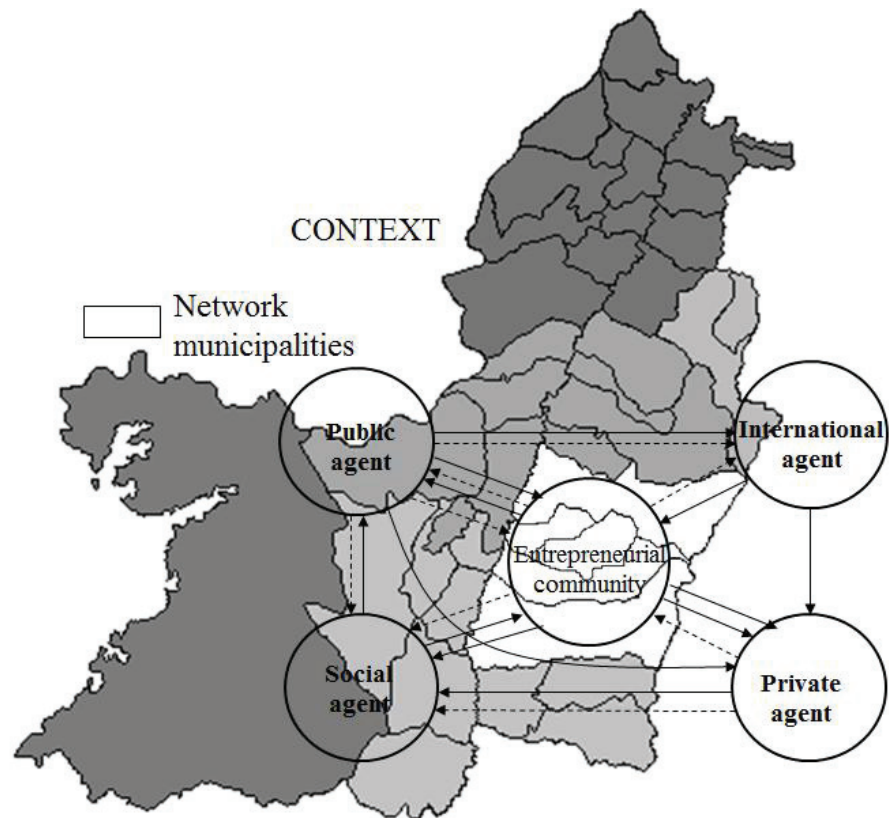 CONTEXT
Network
municipalities
Public
agent
International
agent
Entrepreneurial
community
Social
agent
Private
agent